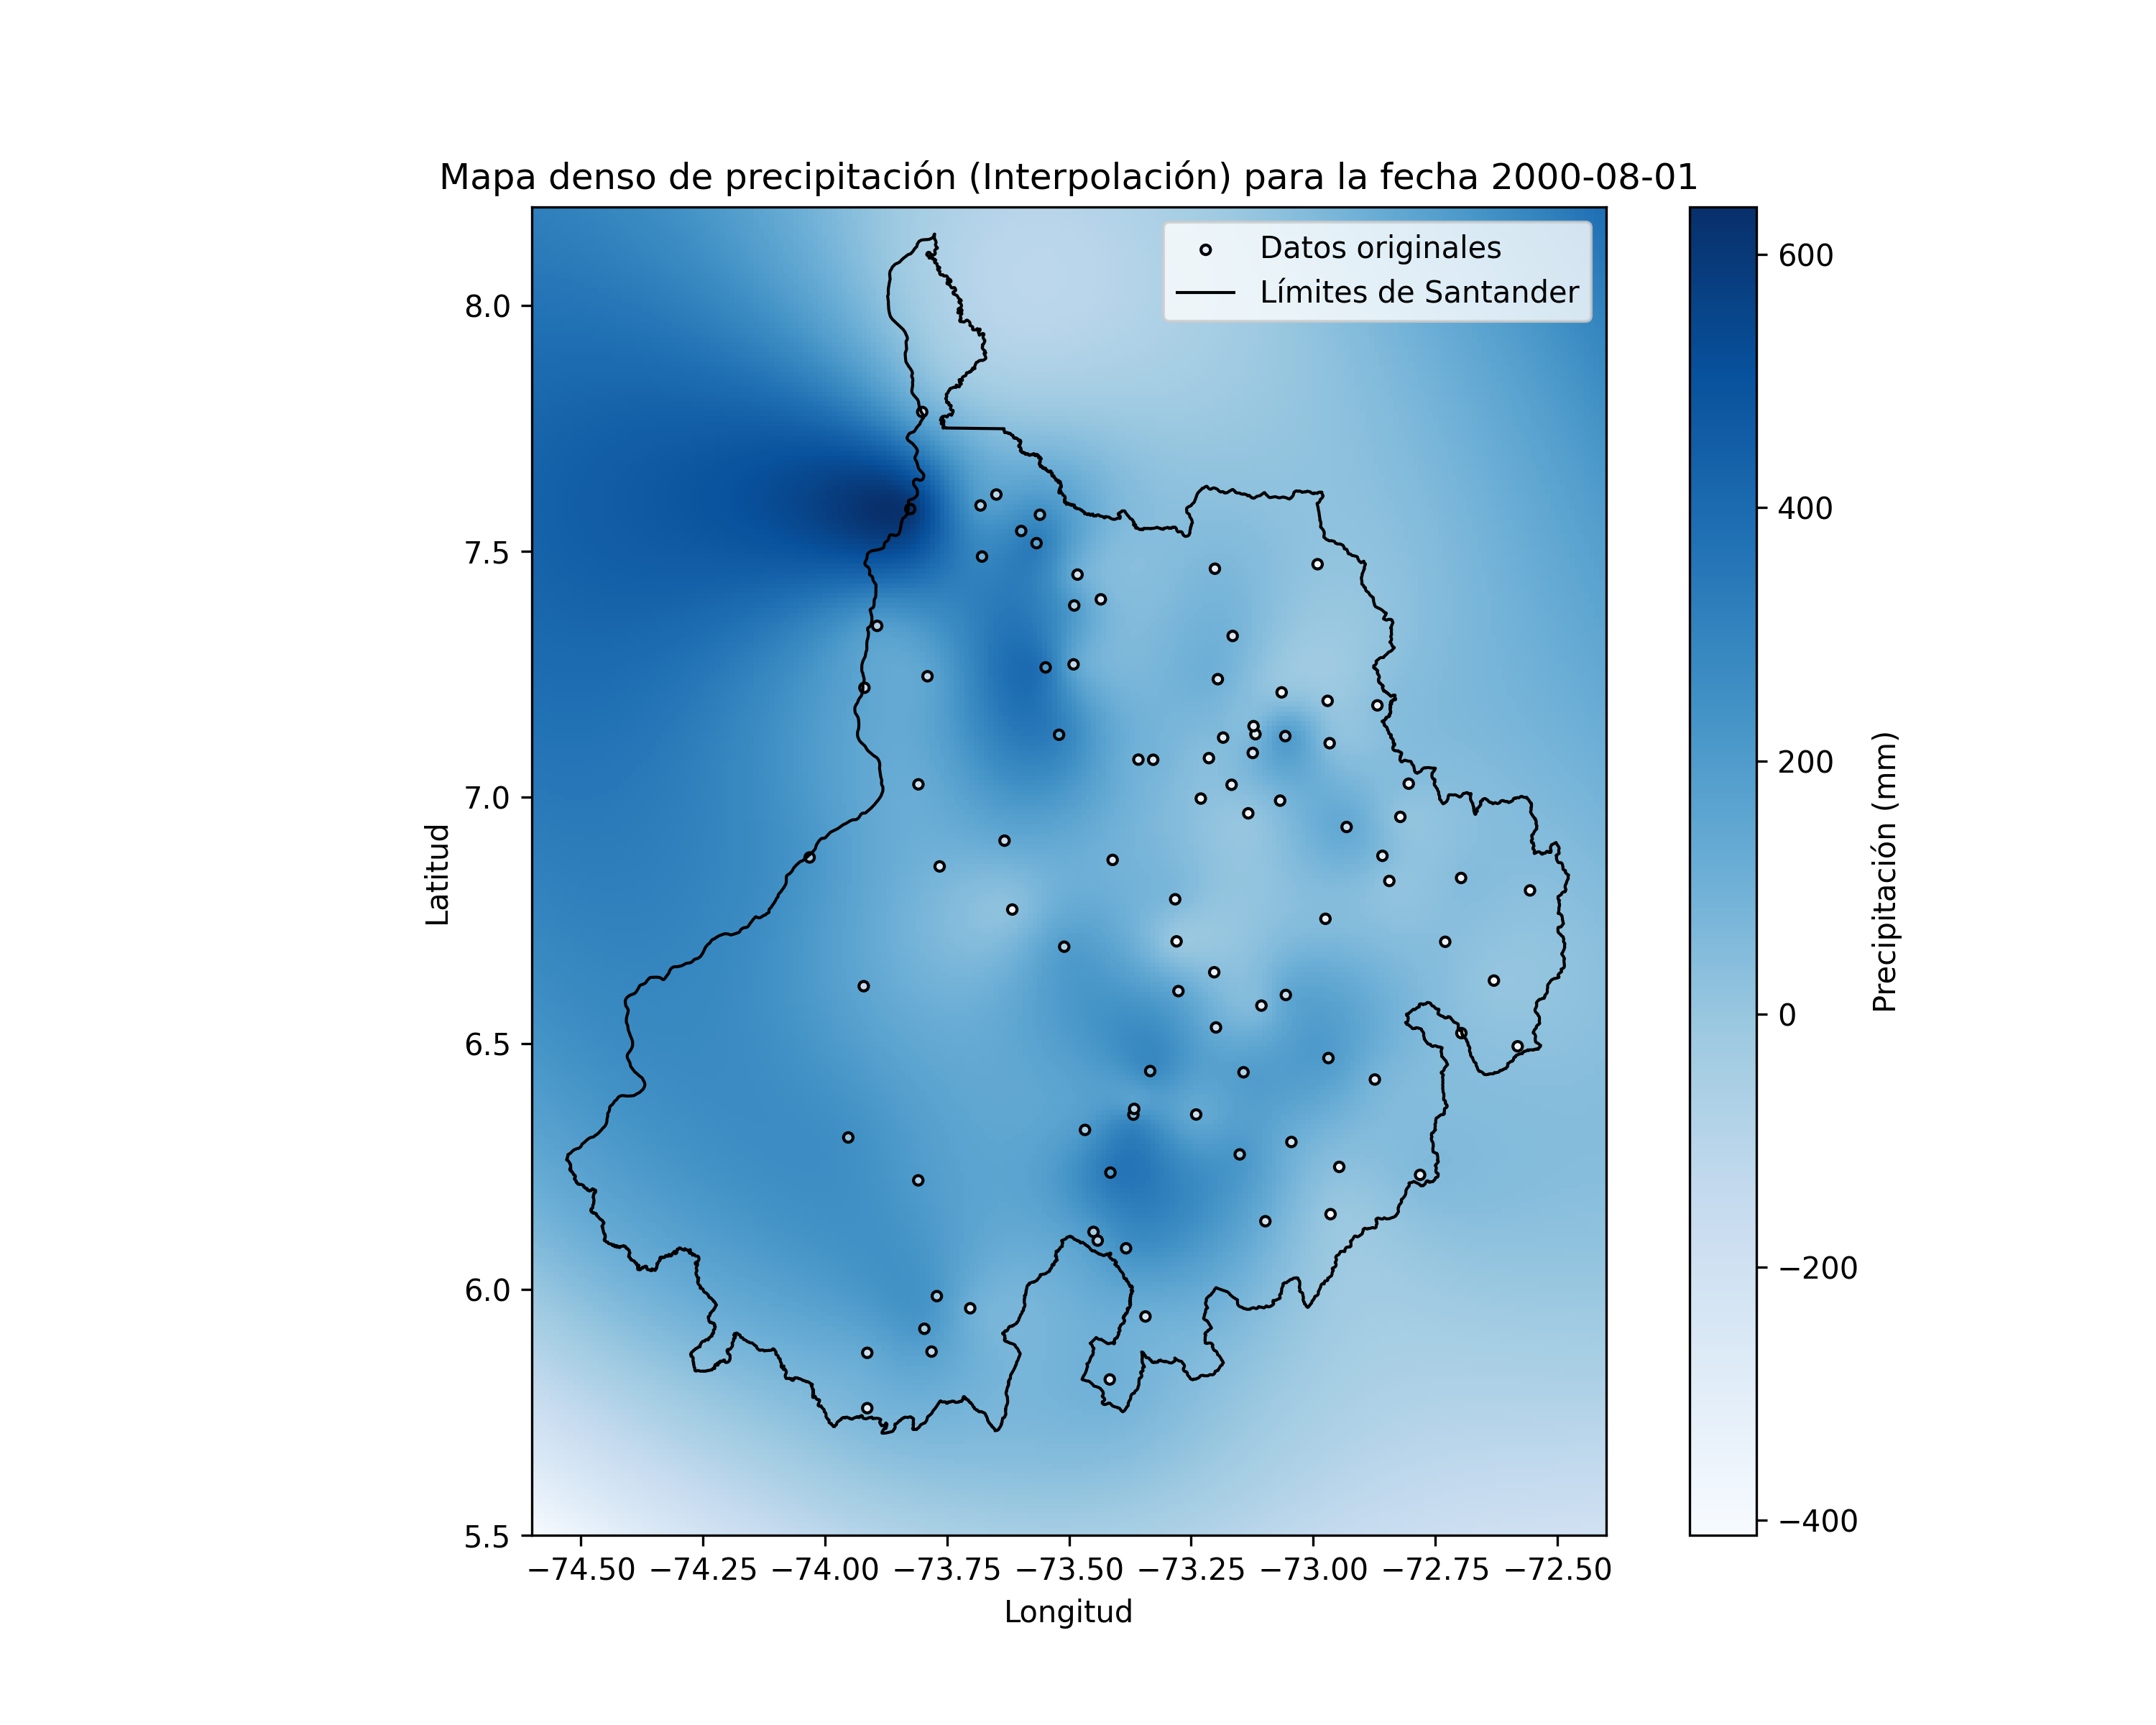 Mapa denso de precipitación (Interpolación) para la fecha 2000-08-01
Datos originales
Límites de Santander
8.0
7.5
7.0
6.5
6.0
5.5
Latitud
−74.50 −74.25 −74.00 −73.75 −73.50 −73.25 −73.00 −72.75 −72.50
Longitud
600
400
200
0
−200
−400
Precipitación (mm)